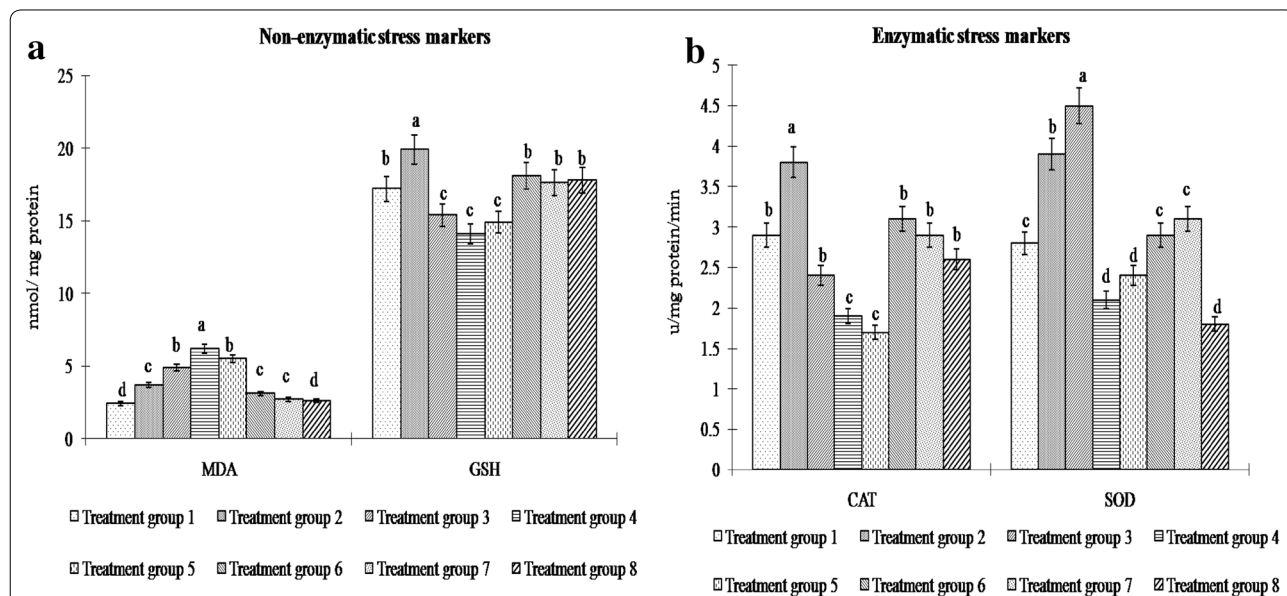 a
Non-enzymatic stress markers
25
20
15
10
5
0
nmol/ mg protein
d c b a b c c d
b a c c c b b b
MDA GSH
Treatment group 1 Treatment group 2 Treatment group 3 Treatment group 4
Treatment group 5 Treatment group 6 Treatment group 7 Treatment group 8
b
Enzymatic stress markers
5
4.5
4
3.5
3
2.5
2
1.5
1
0.5
0
u/mg protein/min
b a b c c b b b
c b a d d c c d
CAT SOD
Treatment group 1 Treatment group 2 Treatment group 3 Treatment group 4
Treatment group 5 Treatment group 6 Treatment group 7 Treatment group 8